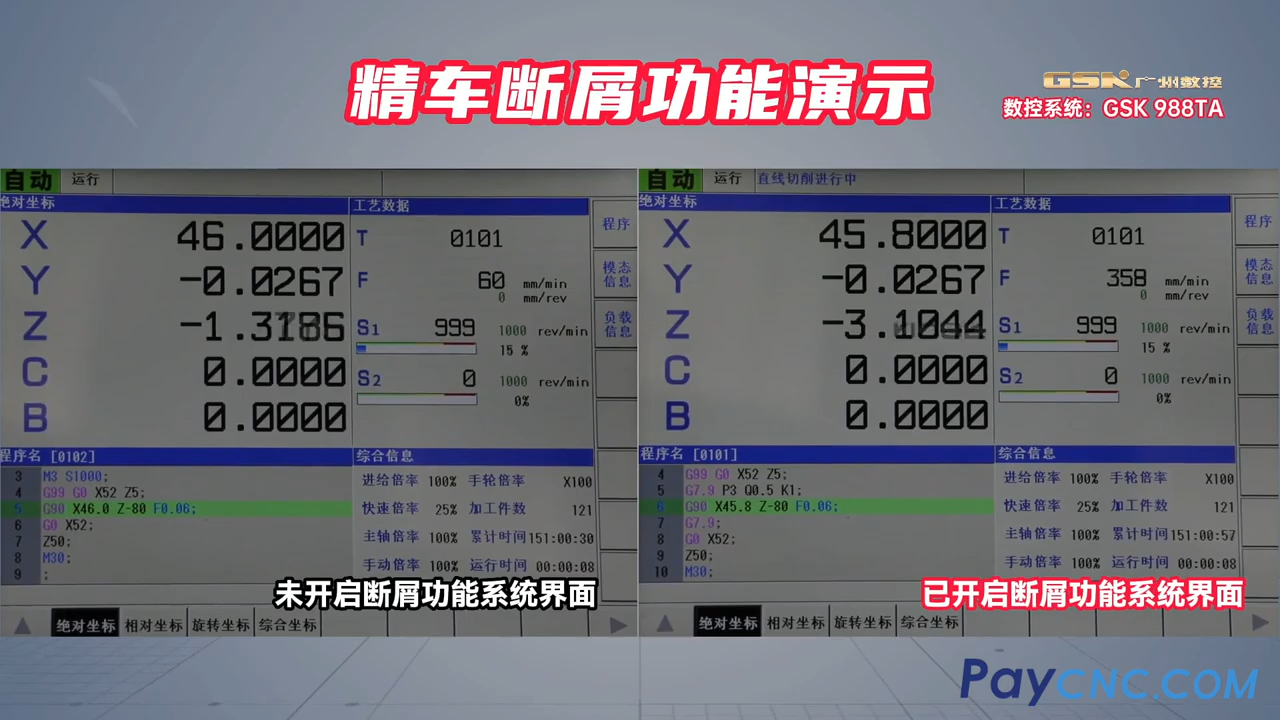 精车断屑功能演示
GSK 广州数控
数控系统：GSK 988TA
自动 运行
绝对坐标
X 46.0000
Y -0.0267
Z -1.3186
C 0.0000
B 0.0000
工艺数据
T 0101
F 60 mm/min
0 mm/rev
S1 999 1000 rev/min
15 %
S2 0 1000 rev/min
0%
程序
模态信息
负载信息
程序名 [0102]
3 M3 S1000;
4 G99 G0 X52 Z5;
5 G90 X46.0 Z-80 F0.06;
6 G0 X52;
7 Z50;
8 M30;
9 ;
综合信息
进给倍率 100% 手轮倍率 X100
快速倍率 25% 加工件数 121
主轴倍率 100% 累计时间 151:00:30
手动倍率 100% 运行时间 00:00:08
未开启断屑功能系统界面
绝对坐标 相对坐标 旋转坐标 综合坐标
自动 运行 直线切削进行中
绝对坐标
X 45.8000
Y -0.0267
Z -3.1044
C 0.0000
B 0.0000
工艺数据
T 0101
F 358 mm/min
0 mm/rev
S1 999 1000 rev/min
15 %
S2 0 1000 rev/min
0%
程序
模态信息
负载信息
程序名 [0101]
4 G99 G0 X52 Z5;
5 G7.9 P3 Q0.5 K1;
6 G90 X45.8 Z-80 F0.06;
7 G7.9;
8 G0 X52;
9 Z50;
10 M30;
综合信息
进给倍率 100% 手轮倍率 X100
快速倍率 25% 加工件数 121
主轴倍率 100% 累计时间 151:00:57
手动倍率 100% 运行时间 00:00:08
已开启断屑功能系统界面
绝对坐标 相对坐标 旋转坐标 综合坐标
PayCNC.COM